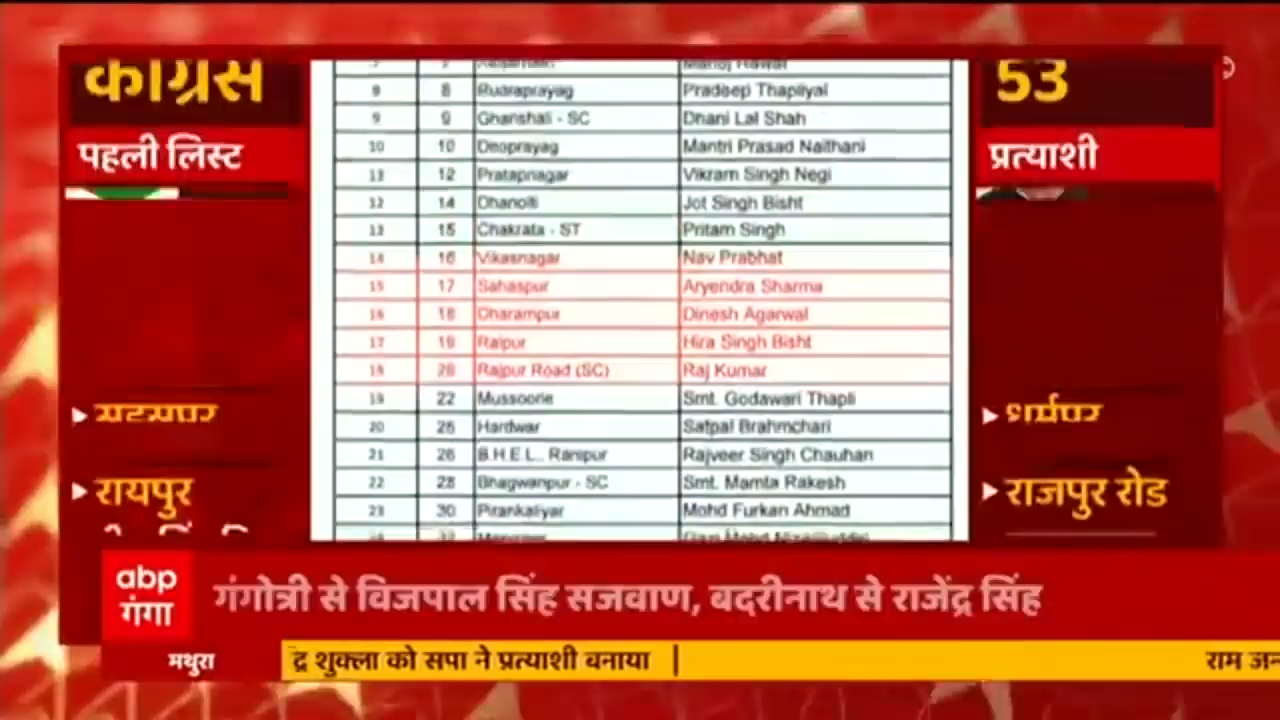 कांग्रेस
53
पहली लिस्ट
प्रत्याशी
Manoj Rawat
8 8 Rudraprayag Pradeep Thapliyal
9 9 Ghanshali - SC Dhani Lal Shah
10 10 Deoprayag Mantri Prasad Naithani
11 12 Pratapnagar Vikram Singh Negi
12 14 Dhanolti Jot Singh Bisht
13 15 Chakrata - ST Pritam Singh
14 16 Vikasnagar Nav Prabhat
15 17 Sahaspur Aryendra Sharma
16 18 Dharampur Dinesh Agarwal
17 19 Raipur Hira Singh Bisht
18 20 Rajpur Road (SC) Raj Kumar
19 22 Mussoorie Smt. Godawari Thapli
20 25 Hardwar Satpal Brahmchari
21 26 B.H.E.L. Ranipur Rajveer Singh Chauhan
22 28 Bhagwanpur - SC Smt. Mamta Rakesh
23 30 Pirankaliyar Mohd Furkan Ahmad
रायपुर
राजपुर रोड
abp
गंगा
गंगोत्री से विजपाल सिंह सजवाण, बदरीनाथ से राजेंद्र सिंह
मथुरा
द्र शुक्ला को सपा ने प्रत्याशी बनाया |
राम जन